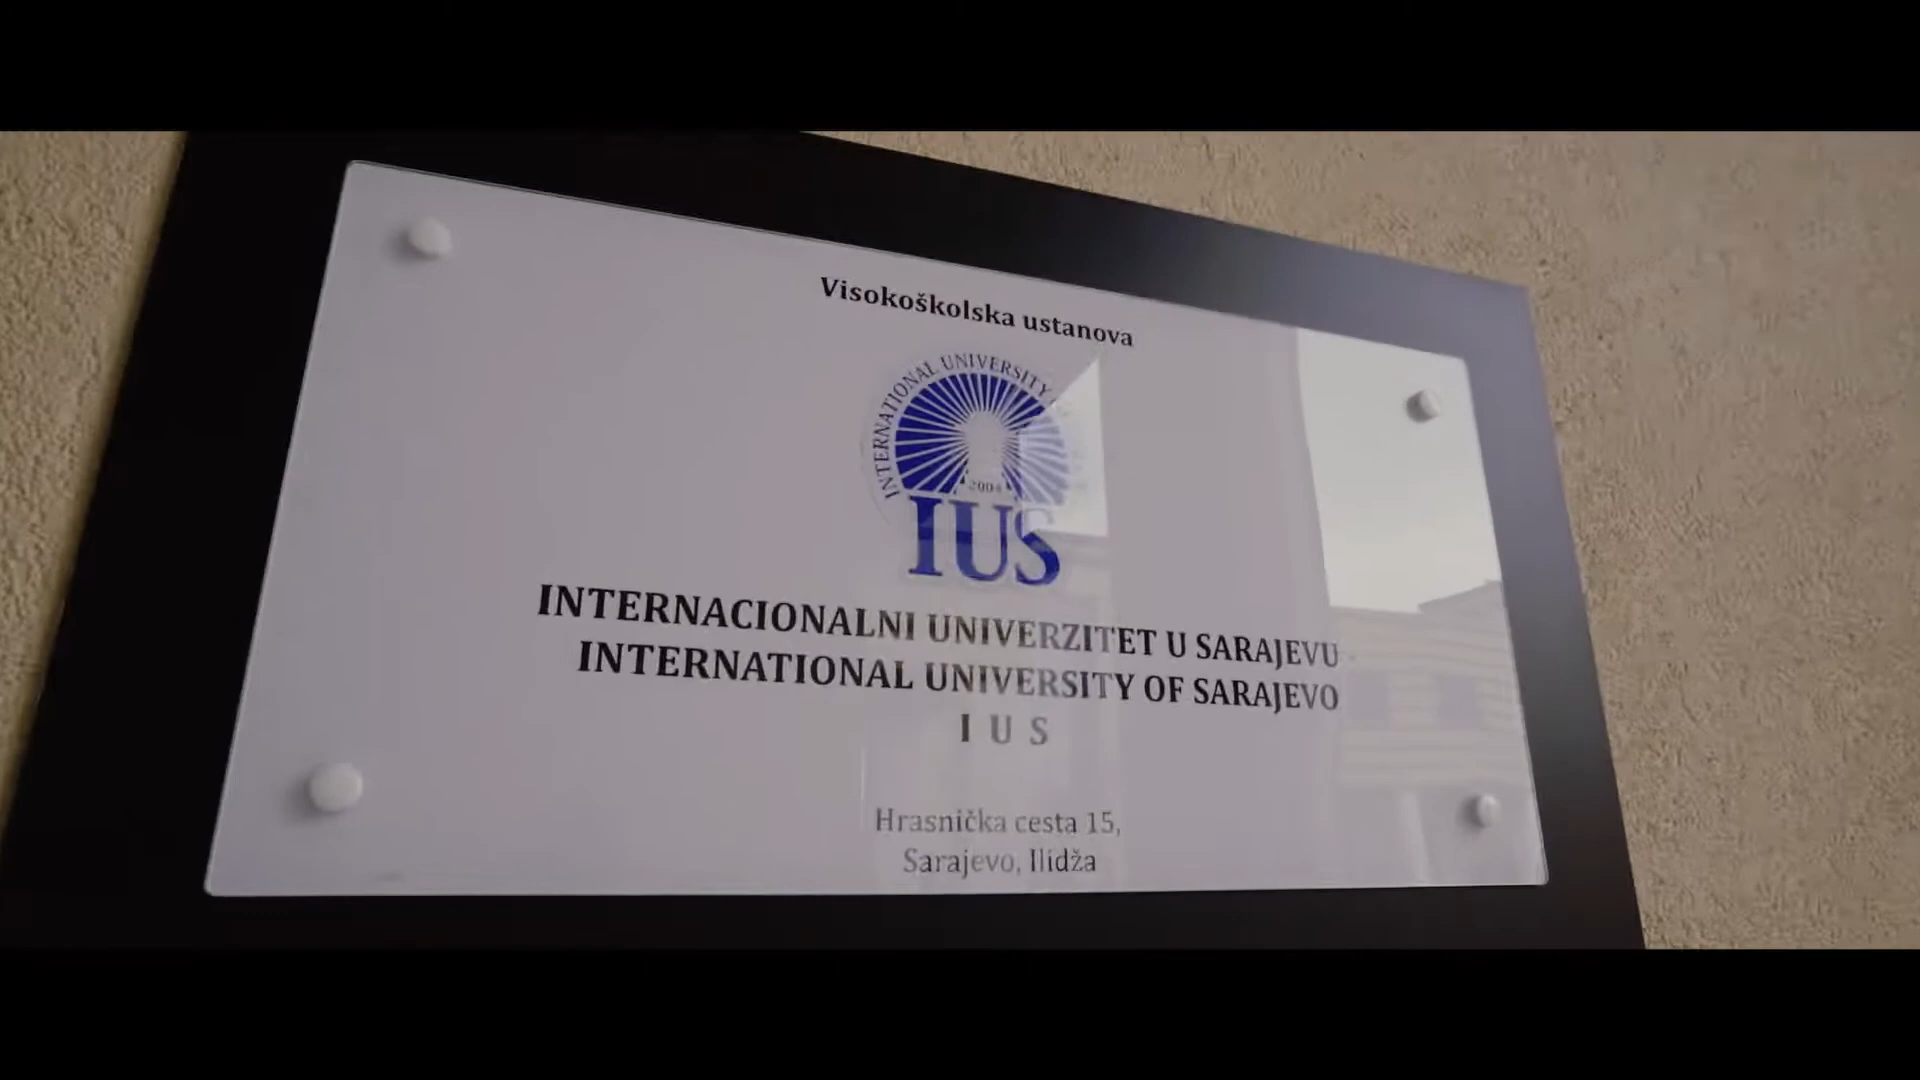 Visokoškolska ustanova
INTERNATIONAL UNIVERSITY
2004
IUS
INTERNACIONALNI UNIVERZITET U SARAJEVU
INTERNATIONAL UNIVERSITY OF SARAJEVO
I U S
Hrasnička cesta 15,
Sarajevo, Ilidža